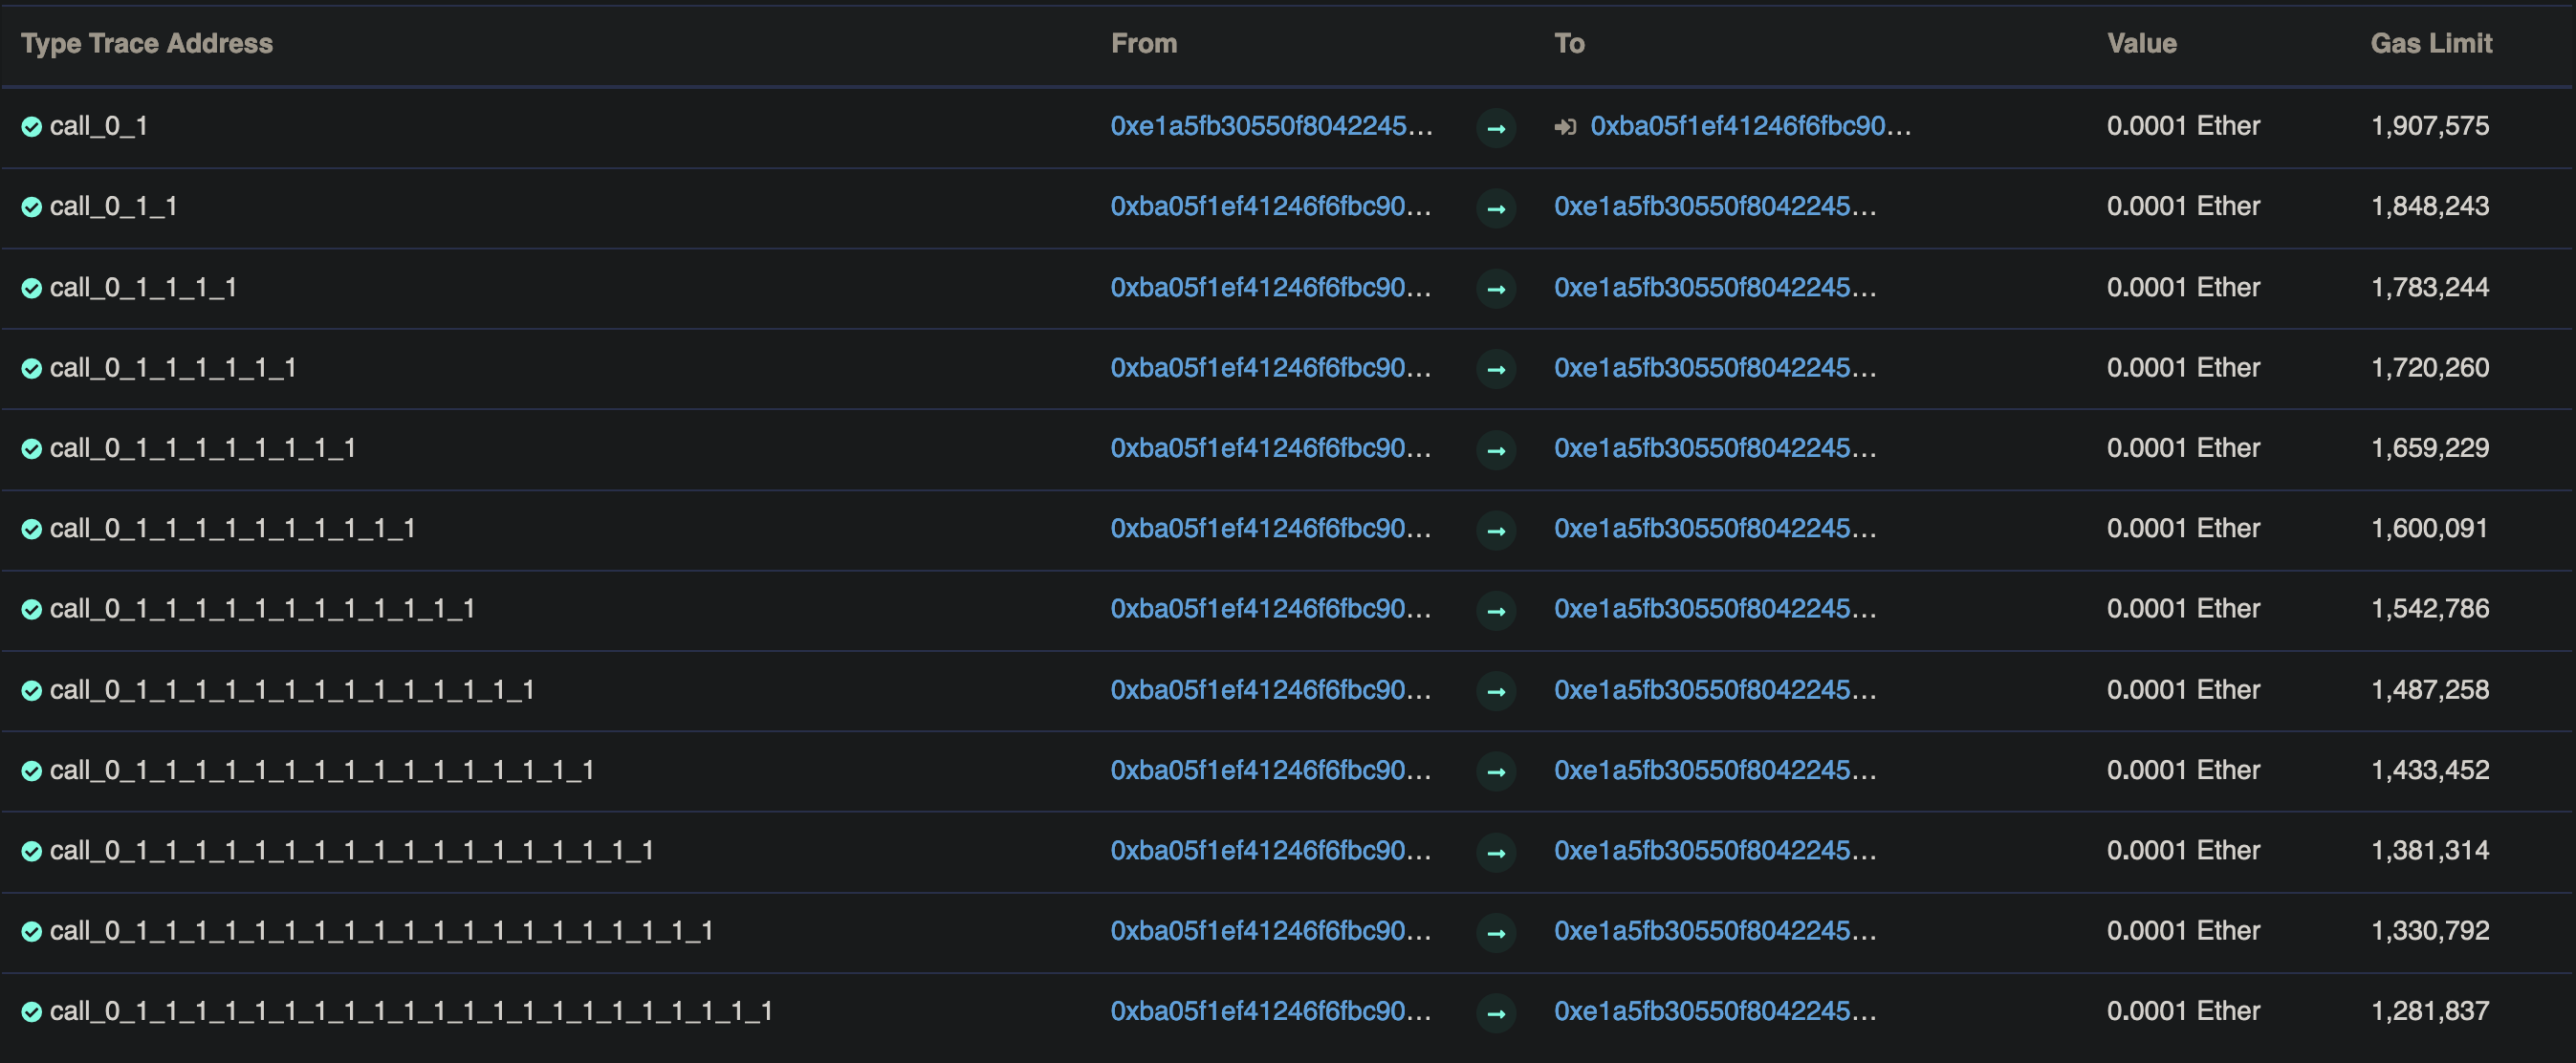 Type Trace Address From To Value Gas Limit
call_0_1 0xe1a5fb30550f8042245... 0xba05f1ef41246f6fbc90... 0.0001 Ether 1,907,575
call_0_1_1 0xba05f1ef41246f6fbc90... 0xe1a5fb30550f8042245... 0.0001 Ether 1,848,243
call_0_1_1_1_1 0xba05f1ef41246f6fbc90... 0xe1a5fb30550f8042245... 0.0001 Ether 1,783,244
call_0_1_1_1_1_1_1 0xba05f1ef41246f6fbc90... 0xe1a5fb30550f8042245... 0.0001 Ether 1,720,260
call_0_1_1_1_1_1_1_1_1 0xba05f1ef41246f6fbc90... 0xe1a5fb30550f8042245... 0.0001 Ether 1,659,229
call_0_1_1_1_1_1_1_1_1_1_1 0xba05f1ef41246f6fbc90... 0xe1a5fb30550f8042245... 0.0001 Ether 1,600,091
call_0_1_1_1_1_1_1_1_1_1_1_1_1 0xba05f1ef41246f6fbc90... 0xe1a5fb30550f8042245... 0.0001 Ether 1,542,786
call_0_1_1_1_1_1_1_1_1_1_1_1_1_1_1 0xba05f1ef41246f6fbc90... 0xe1a5fb30550f8042245... 0.0001 Ether 1,487,258
call_0_1_1_1_1_1_1_1_1_1_1_1_1_1_1_1_1 0xba05f1ef41246f6fbc90... 0xe1a5fb30550f8042245... 0.0001 Ether 1,433,452
call_0_1_1_1_1_1_1_1_1_1_1_1_1_1_1_1_1_1_1 0xba05f1ef41246f6fbc90... 0xe1a5fb30550f8042245... 0.0001 Ether 1,381,314
call_0_1_1_1_1_1_1_1_1_1_1_1_1_1_1_1_1_1_1_1_1 0xba05f1ef41246f6fbc90... 0xe1a5fb30550f8042245... 0.0001 Ether 1,330,792
call_0_1_1_1_1_1_1_1_1_1_1_1_1_1_1_1_1_1_1_1_1_1_1 0xba05f1ef41246f6fbc90... 0xe1a5fb30550f8042245... 0.0001 Ether 1,281,837